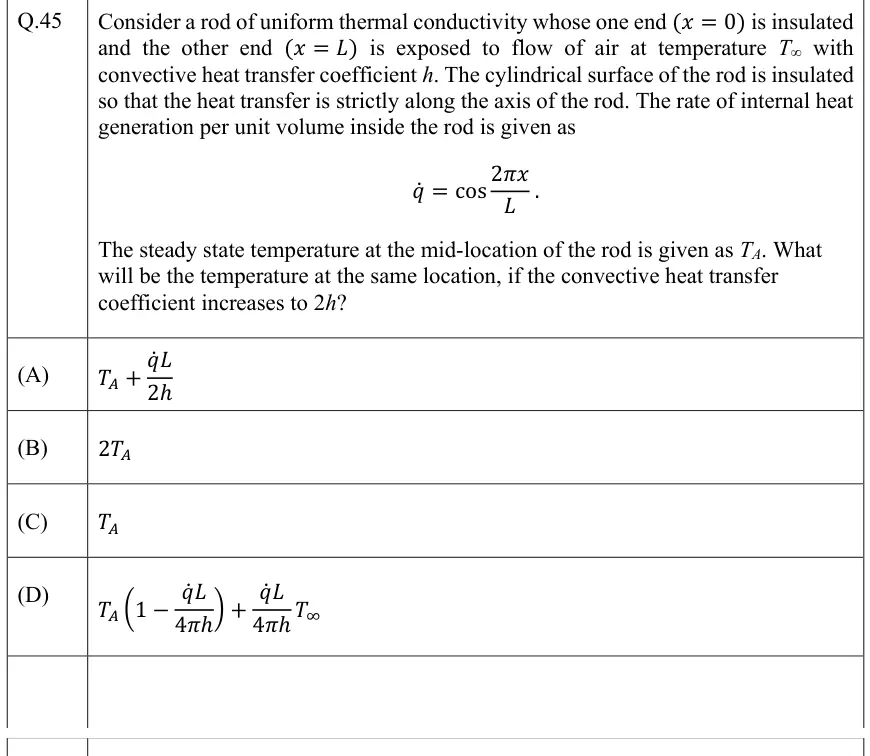 Q.45
Consider a rod of uniform thermal conductivity whose one end (x = 0) is insulated
and the other end (x = L) is exposed to flow of air at temperature T∞ with
convective heat transfer coefficient h. The cylindrical surface of the rod is insulated
so that the heat transfer is strictly along the axis of the rod. The rate of internal heat
generation per unit volume inside the rod is given as
q̇ = cos 2πx/L .
The steady state temperature at the mid-location of the rod is given as T_A. What
will be the temperature at the same location, if the convective heat transfer
coefficient increases to 2h?
(A) T_A + q̇L/2h
(B) 2T_A
(C) T_A
(D) T_A (1 − q̇L/4πh) + q̇L/4πh T∞